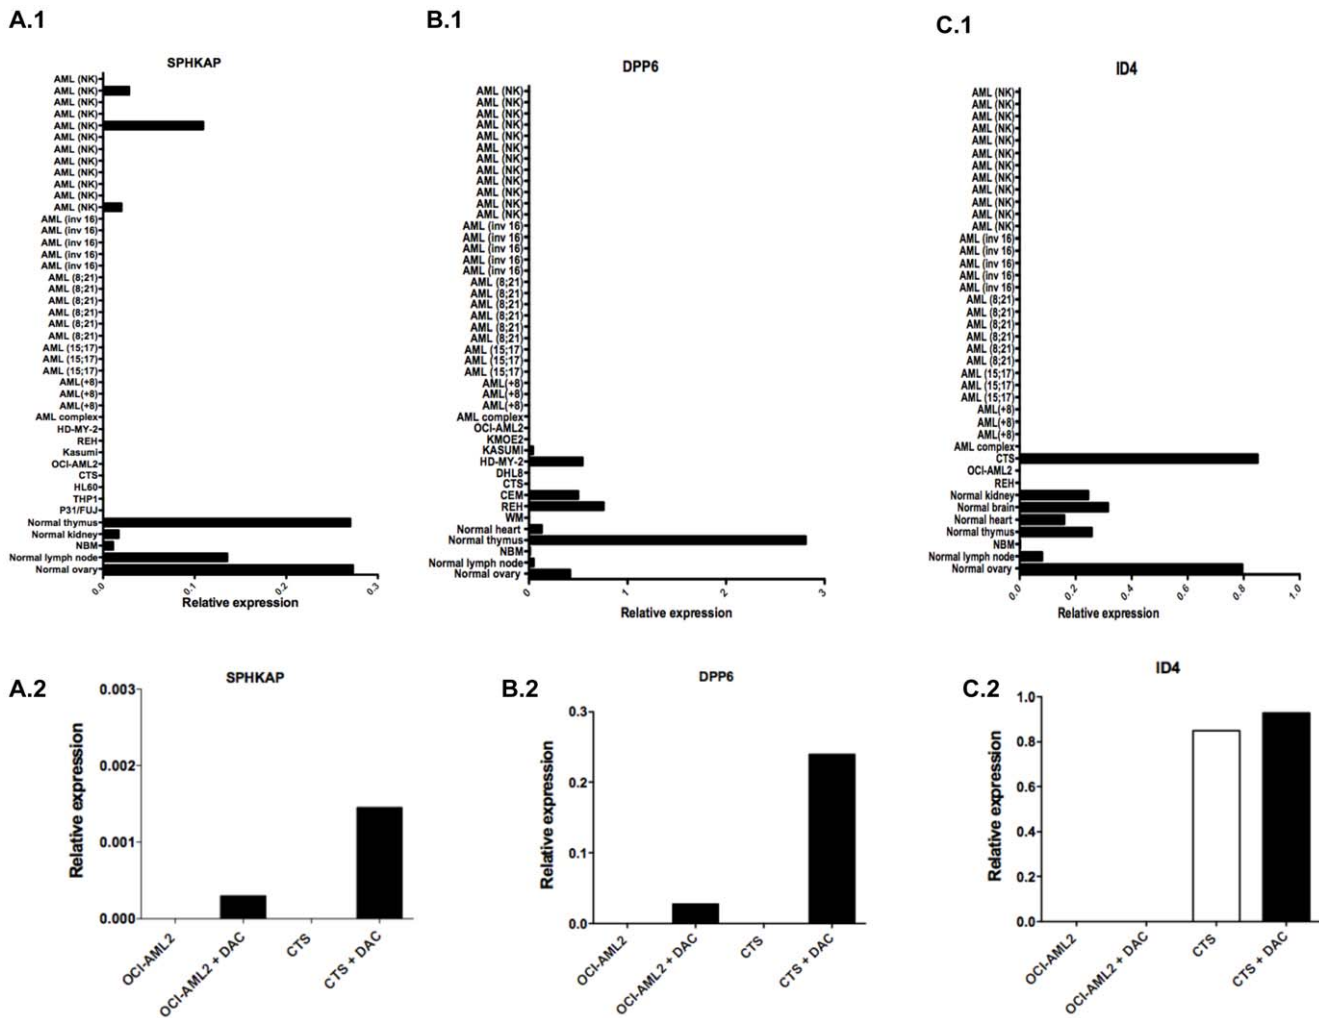 A.1
SPHKAP
AML (NK)
AML (NK)
AML (NK)
AML (NK)
AML (NK)
AML (NK)
AML (NK)
AML (NK)
AML (NK)
AML (NK)
AML (NK)
AML (NK)
AML (inv 16)
AML (inv 16)
AML (inv 16)
AML (inv 16)
AML (inv 16)
AML (8;21)
AML (8;21)
AML (8;21)
AML (8;21)
AML (8;21)
AML (8;21)
AML (15;17)
AML (15;17)
AML (15;17)
AML(+8)
AML(+8)
AML(+8)
AML complex
HD-MY-2
REH
Kasumi
OCI-AML2
CTS
HL60
THP1
P31/FUJ
Normal thymus
Normal kidney
NBM
Normal lymph node
Normal ovary
0.0 0.1 0.2 0.3
Relative expression
B.1
DPP6
AML (NK)
AML (NK)
AML (NK)
AML (NK)
AML (NK)
AML (NK)
AML (NK)
AML (NK)
AML (NK)
AML (NK)
AML (NK)
AML (NK)
AML (inv 16)
AML (inv 16)
AML (inv 16)
AML (inv 16)
AML (inv 16)
AML (8;21)
AML (8;21)
AML (8;21)
AML (8;21)
AML (8;21)
AML (8;21)
AML (15;17)
AML (15;17)
AML (15;17)
AML(+8)
AML(+8)
AML(+8)
AML complex
OCI-AML2
KMOE2
KASUMI
HD-MY-2
DHL8
CTS
CEM
REH
WM
Normal heart
Normal thymus
NBM
Normal lymph node
Normal ovary
1 2 3
Relative expression
C.1
ID4
AML (NK)
AML (NK)
AML (NK)
AML (NK)
AML (NK)
AML (NK)
AML (NK)
AML (NK)
AML (NK)
AML (NK)
AML (NK)
AML (NK)
AML (inv 16)
AML (inv 16)
AML (inv 16)
AML (inv 16)
AML (inv 16)
AML (8;21)
AML (8;21)
AML (8;21)
AML (8;21)
AML (8;21)
AML (8;21)
AML (15;17)
AML (15;17)
AML (15;17)
AML(+8)
AML(+8)
AML(+8)
AML complex
CTS
OCI-AML2
REH
Normal kidney
Normal brain
Normal heart
Normal thymus
NBM
Normal lymph node
Normal ovary
0.0 0.2 0.4 0.6 0.8 1.0
Relative expression
A.2
SPHKAP
Relative expression
0.003
0.002
0.001
0.000
OCI-AML2
OCI-AML2 + DAC
CTS
CTS + DAC
B.2
DPP6
Relative expression
0.3
0.2
0.1
0.0
OCI-AML2
OCI-AML2 + DAC
CTS
CTS + DAC
C.2
ID4
Relative expression
1.0
0.8
0.6
0.4
0.2
0.0
OCI-AML2
OCI-AML2 + DAC
CTS
CTS + DAC